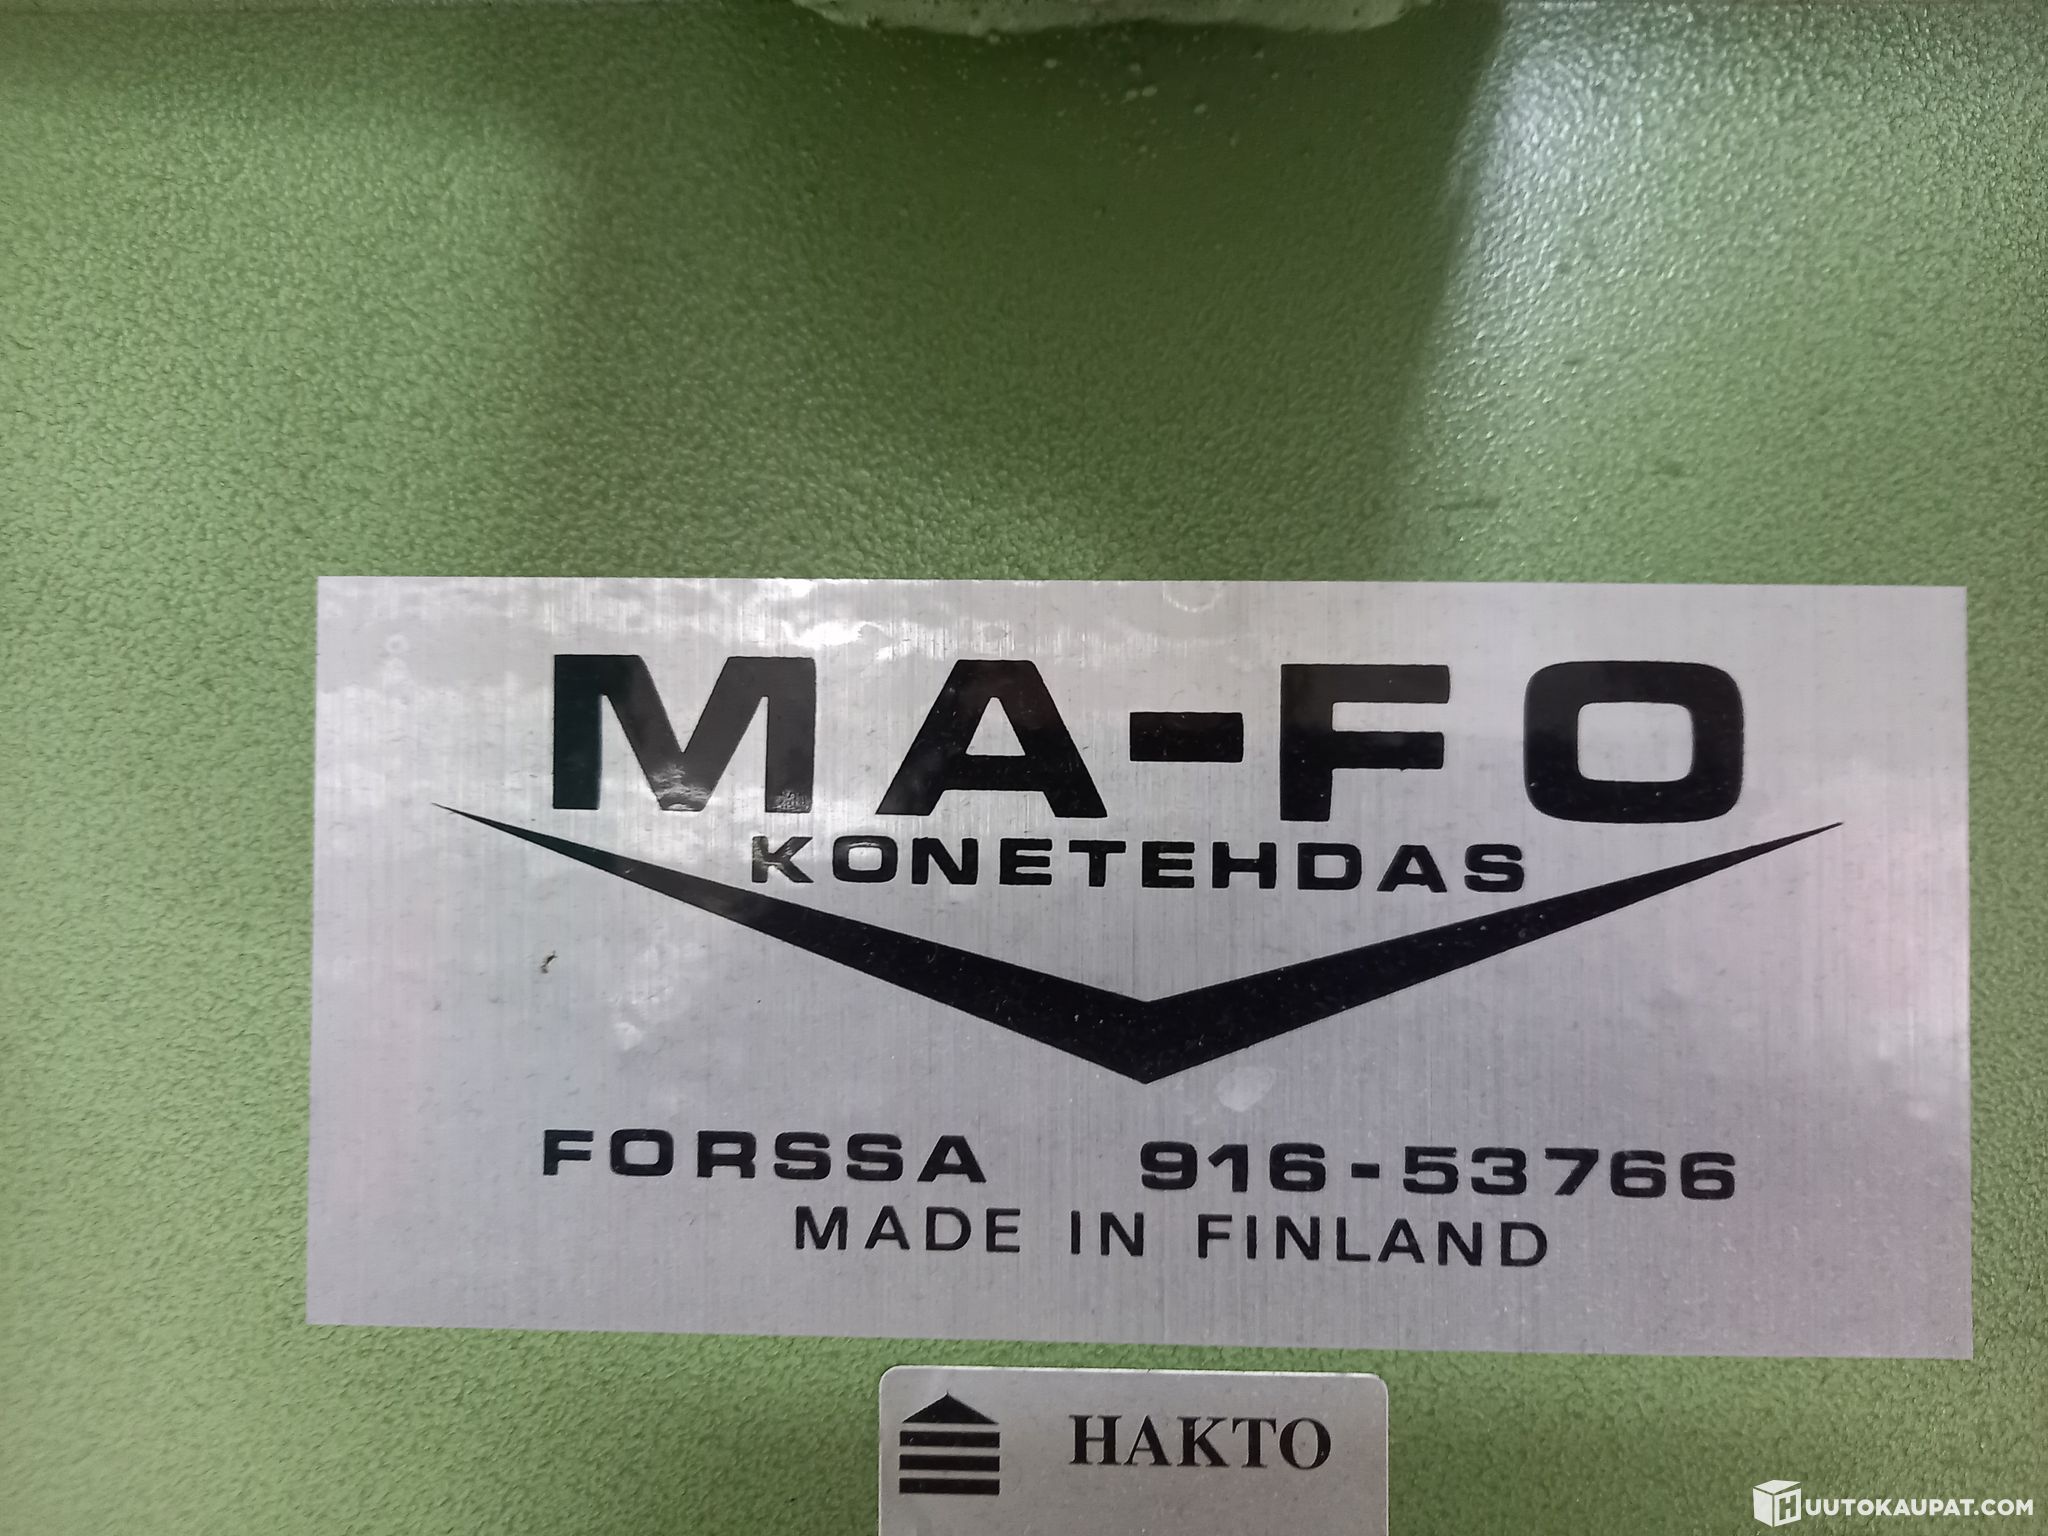 MA-FO
KONETEHDAS
FORSSA 916-53766
MADE IN FINLAND
HAKTO
HUUTOKAUPAT.COM